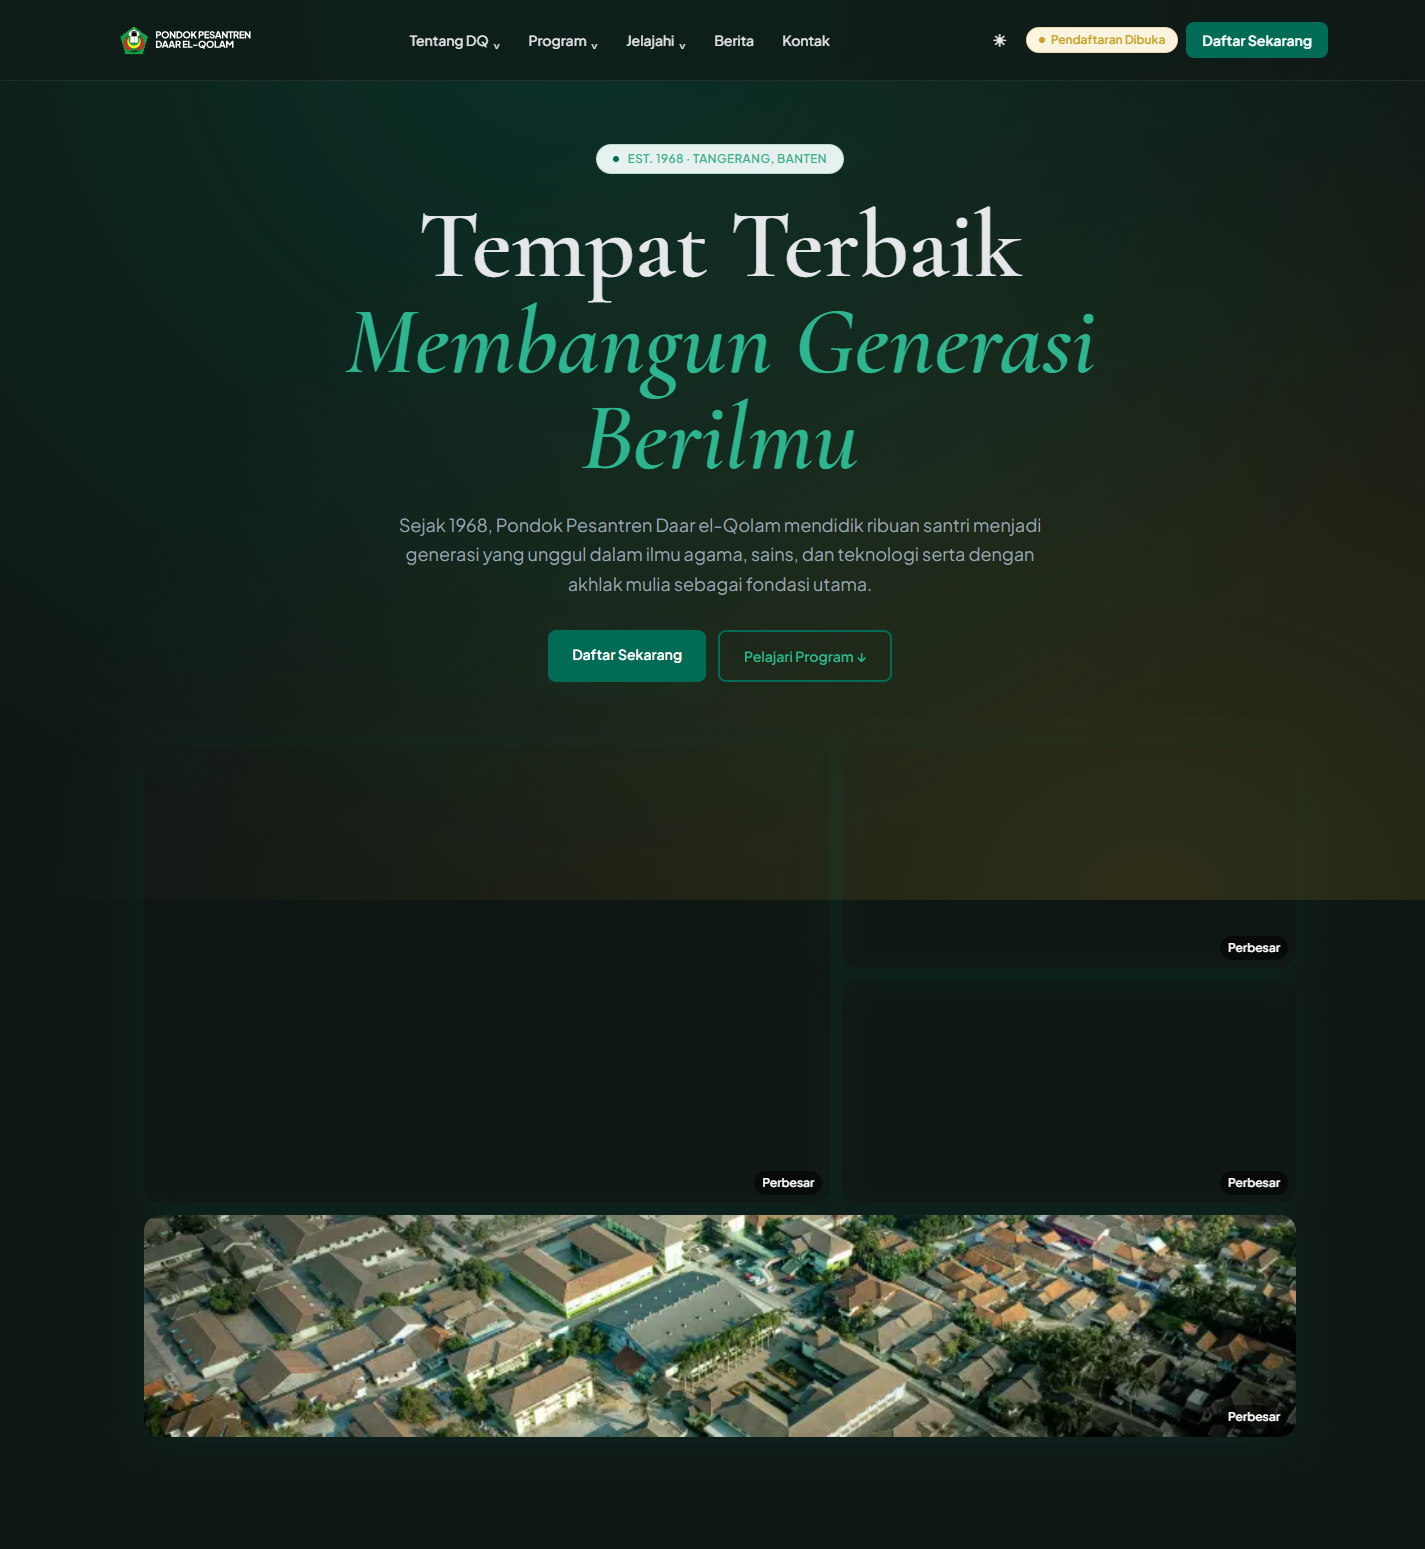 PONDOK PESANTREN
DAAR EL-QOLAM
Tentang DQ v
Program v
Jelajahi v
Berita
Kontak
Pendaftaran Dibuka
Daftar Sekarang
EST. 1968 · TANGERANG, BANTEN
Tempat Terbaik
Membangun Generasi
Berilmu
Sejak 1968, Pondok Pesantren Daar el-Qolam mendidik ribuan santri menjadi
generasi yang unggul dalam ilmu agama, sains, dan teknologi serta dengan
akhlak mulia sebagai fondasi utama.
Daftar Sekarang
Pelajari Program ↓
Perbesar
Perbesar
Perbesar
Perbesar